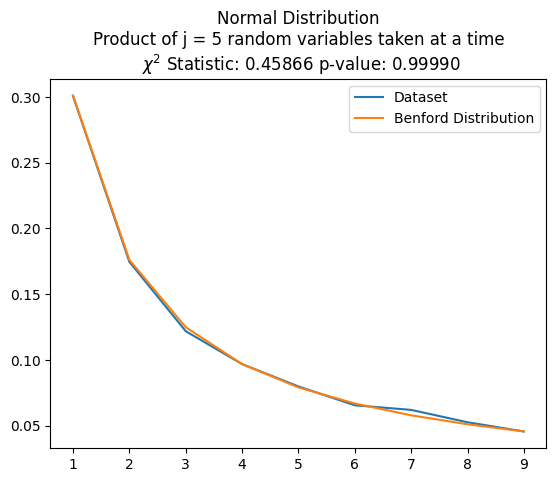 Normal Distribution
Product of j = 5 random variables taken at a time
χ² Statistic: 0.45866 p-value: 0.99990
Dataset
Benford Distribution
0.30
0.25
0.20
0.15
0.10
0.05
1 2 3 4 5 6 7 8 9